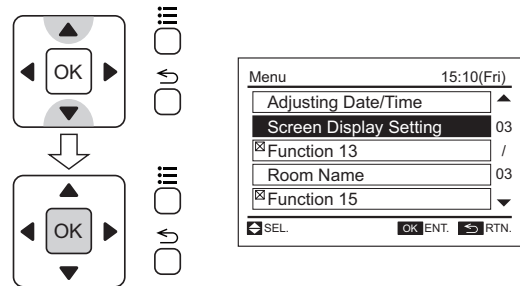 OK
OK
Menu 15:10(Fri)
Adjusting Date/Time
Screen Display Setting 03
Function 13 /
Room Name 03
Function 15
SEL. OK ENT. RTN.